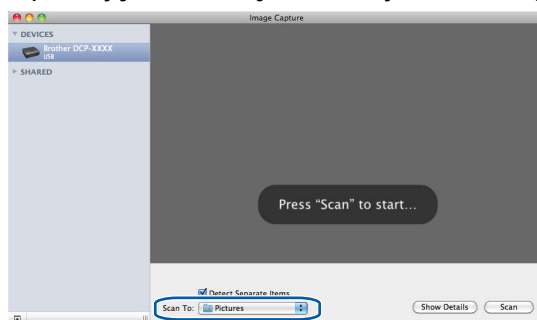 Image Capture
DEVICES
Brother DCP-XXXX
USB
SHARED
Press “Scan” to start...
Detect Separate Items
Scan To: Pictures
Show Details
Scan